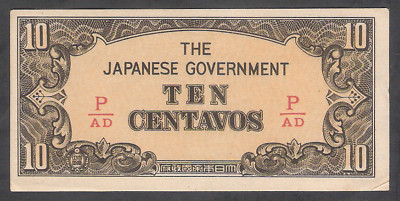 10 10
THE
JAPANESE GOVERNMENT
P TEN P
AD CENTAVOS AD
10 10